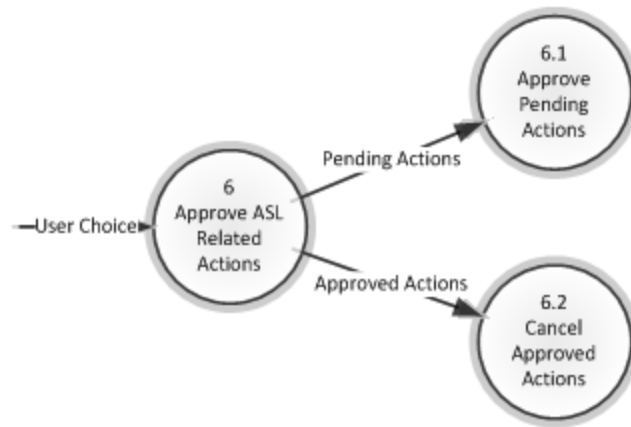 6.1
Approve
Pending
Actions
Pending Actions
6
Approve ASL
Related
Actions
User Choice
Approved Actions
6.2
Cancel
Approved
Actions